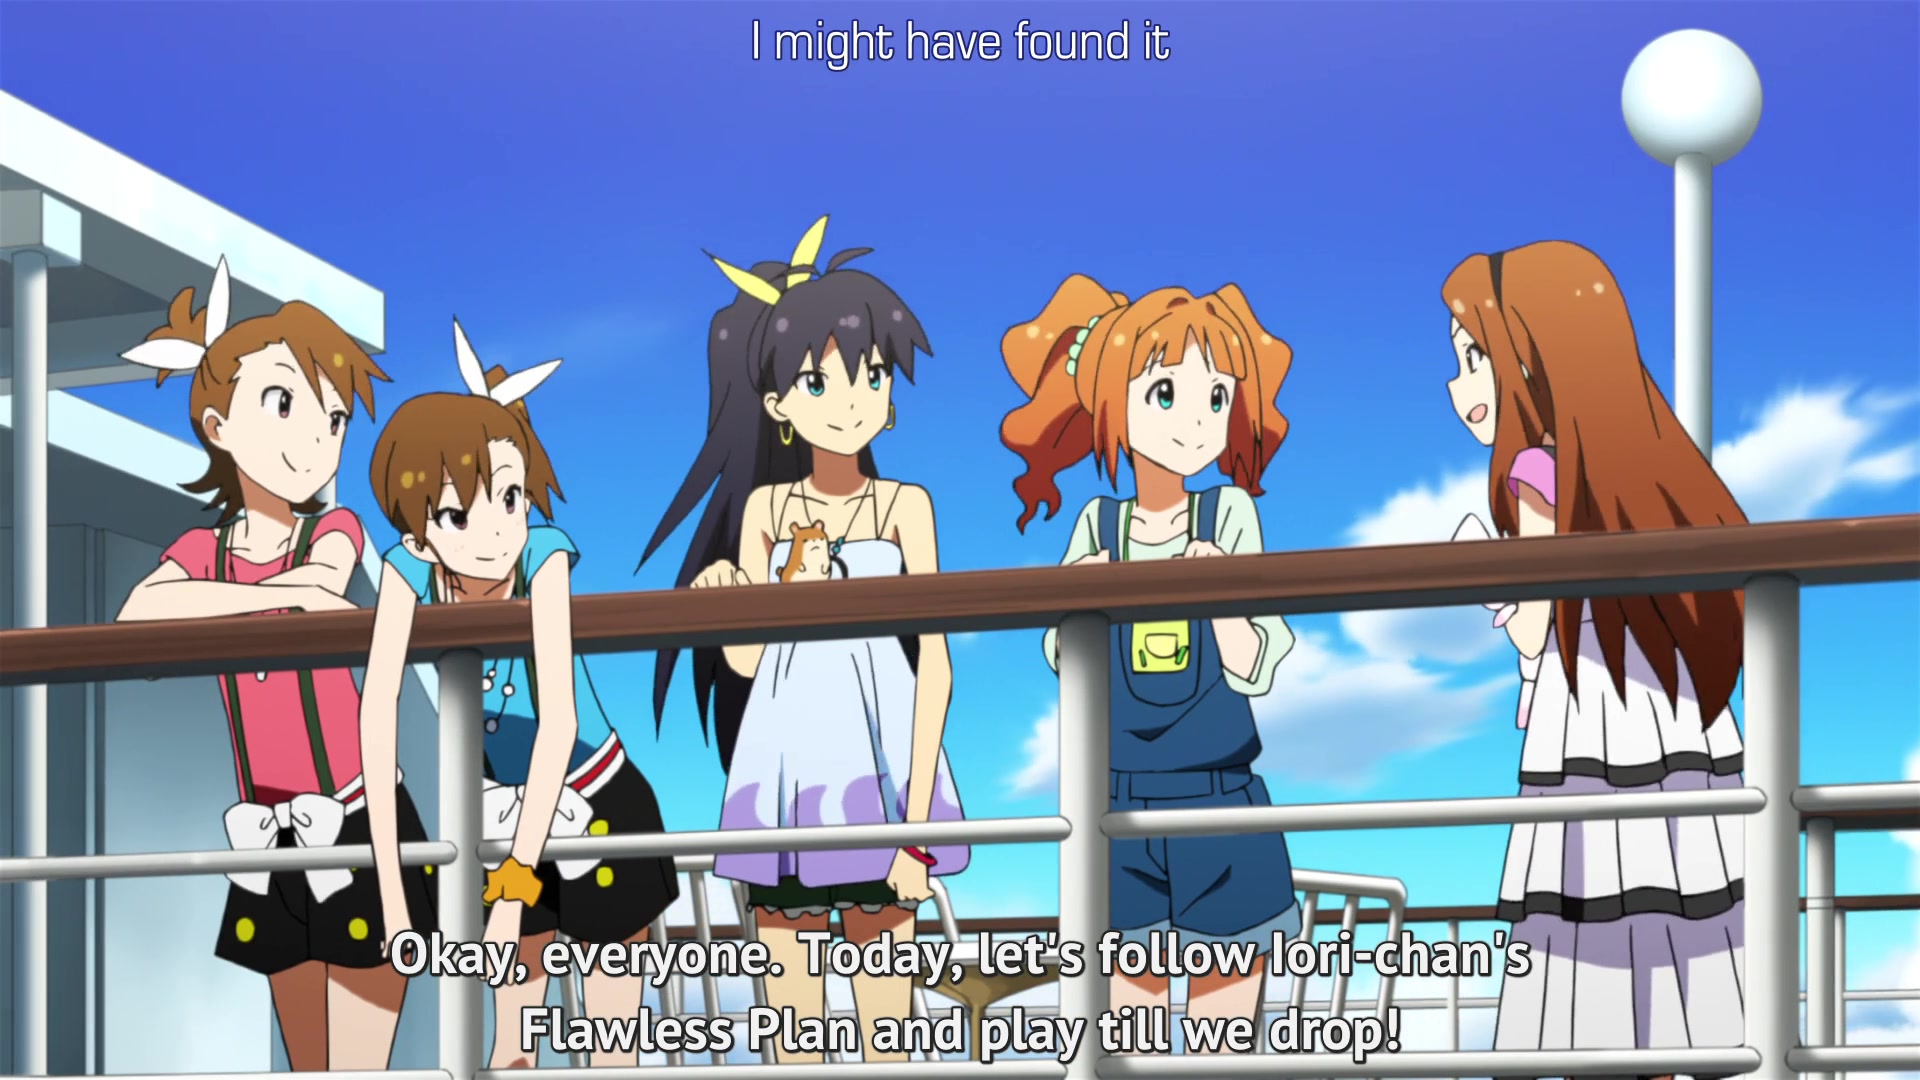 I might have found it
Okay, everyone. Today, let's follow Iori-chan's
Flawless Plan and play till we drop!